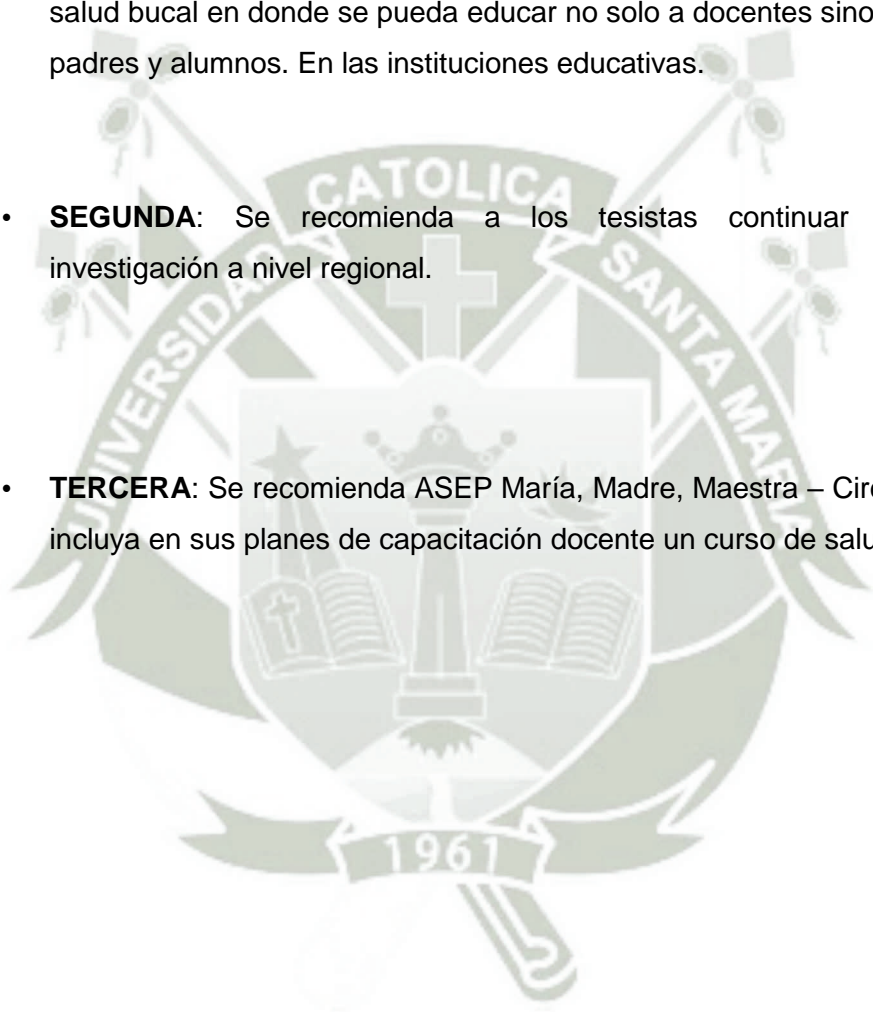 salud bucal en donde se pueda educar no solo a docentes sino
padres y alumnos. En las instituciones educativas.
• SEGUNDA: Se recomienda a los tesistas continuar
investigación a nivel regional.
• TERCERA: Se recomienda ASEP María, Madre, Maestra –
incluya en sus planes de capacitación docente un curso de
UNIVERSIDAD CATOLICA SANTA MARIA
1961